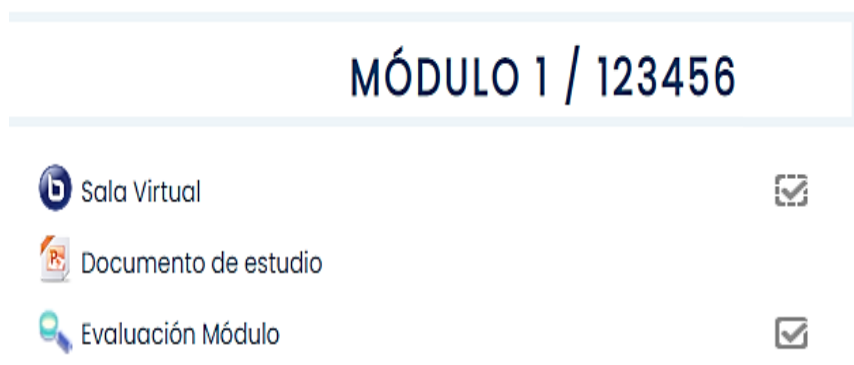 MÓDULO 1 / 123456
Sala Virtual
Documento de estudio
Evaluación Módulo